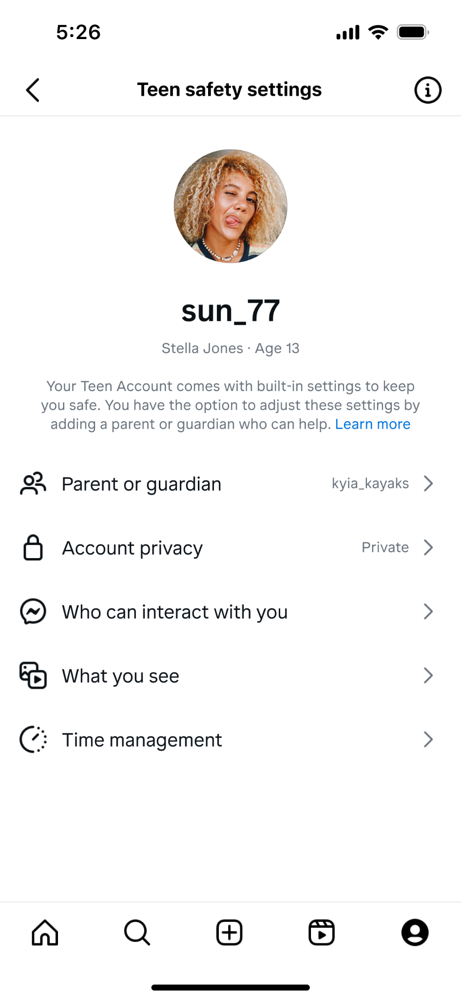 5:26
Teen safety settings
sun_77
Stella Jones · Age 13
Your Teen Account comes with built-in settings to keep
you safe. You have the option to adjust these settings by
adding a parent or guardian who can help. Learn more
Parent or guardian kyia_kayaks
Account privacy Private
Who can interact with you
What you see
Time management